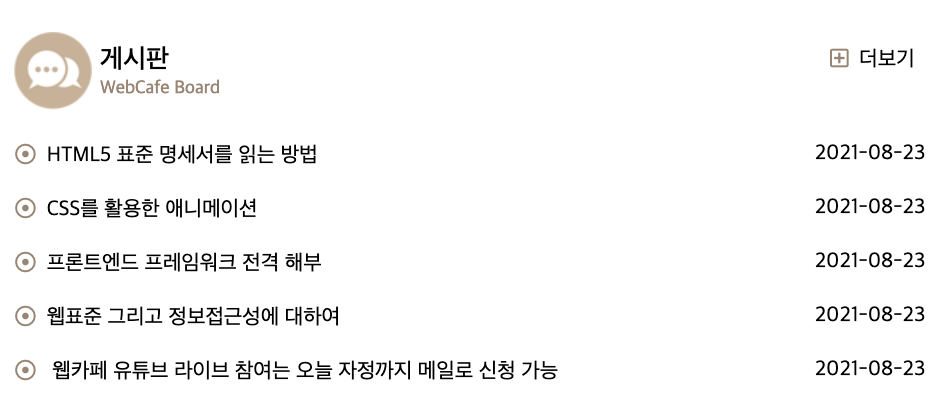 게시판
더보기
WebCafe Board
HTML5 표준 명세서를 읽는 방법 2021-08-23
CSS를 활용한 애니메이션 2021-08-23
프론트엔드 프레임워크 전격 해부 2021-08-23
웹표준 그리고 정보접근성에 대하여 2021-08-23
웹카페 유튜브 라이브 참여는 오늘 자정까지 메일로 신청 가능 2021-08-23